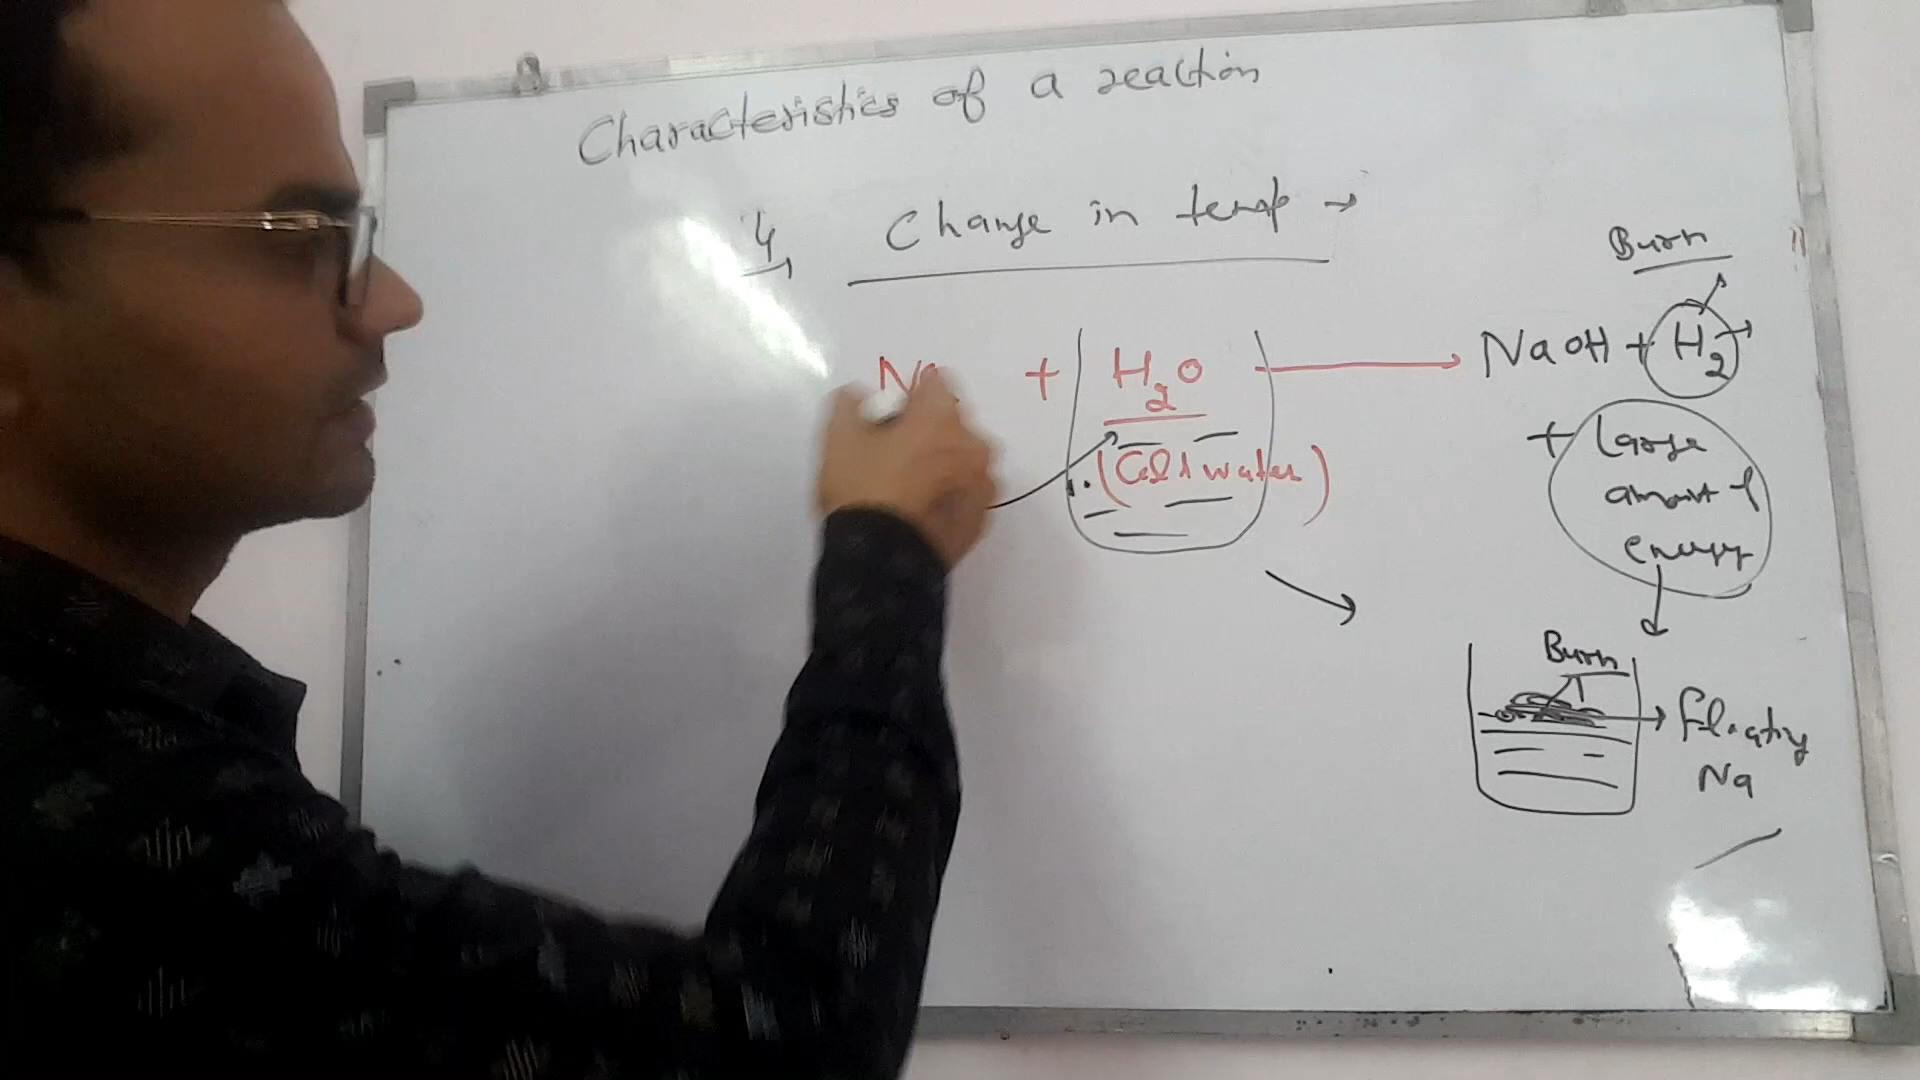 Characteristics of a reaction
4 Change in temp →
Burn
Na + H2O → NaOH + H2
(Cold water)
+ Large
amount of
energy
Burn
Floating
Na